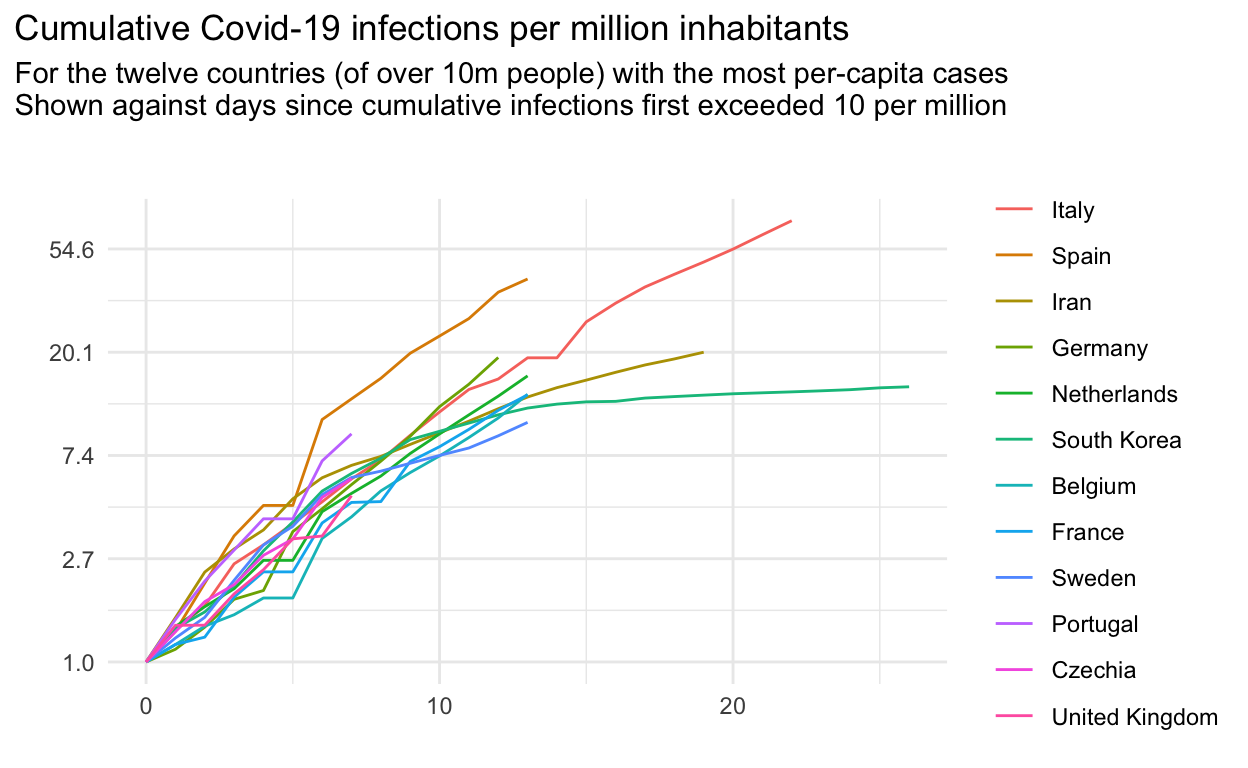 Cumulative Covid-19 infections per million inhabitants
For the twelve countries (of over 10m people) with the most per-capita cases
Shown against days since cumulative infections first exceeded 10 per million
54.6
20.1
7.4
2.7
1.0
0
10
20
Italy
Spain
Iran
Germany
Netherlands
South Korea
Belgium
France
Sweden
Portugal
Czechia
United Kingdom